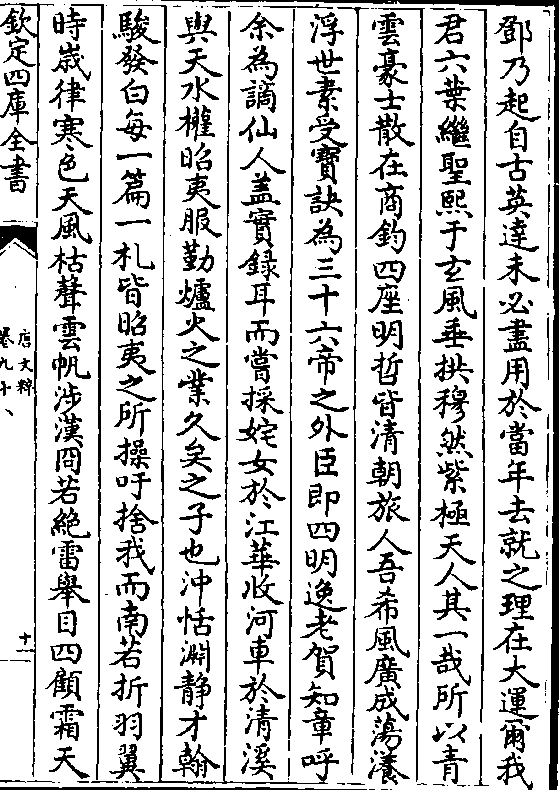 鄧乃起自古英達未必盡用於當年去就之理在大運爾我
君六葉繼聖熙于玄風垂拱穆然紫極天人其一哉所以青
雲豪士散在商釣四座明哲皆清朝旅人吾希風廣成蕩瀁
浮世素受寶訣為三十六帝之外臣即四明逸老賀知章呼
余為謫仙人盖實録耳而嘗採姹女於江華收河車於清溪
與天水權昭夷服勤爐火之業久矣之子也沖恬淵静才翰
駿發白每一篇一札皆昭夷之所操吁捨我而南若折羽翼
時嵗律寒色天風枯聲雲帆涉漢冏若絶雷舉目四顧霜天
欽定四庫全書
唐文粹
卷九十八
十一